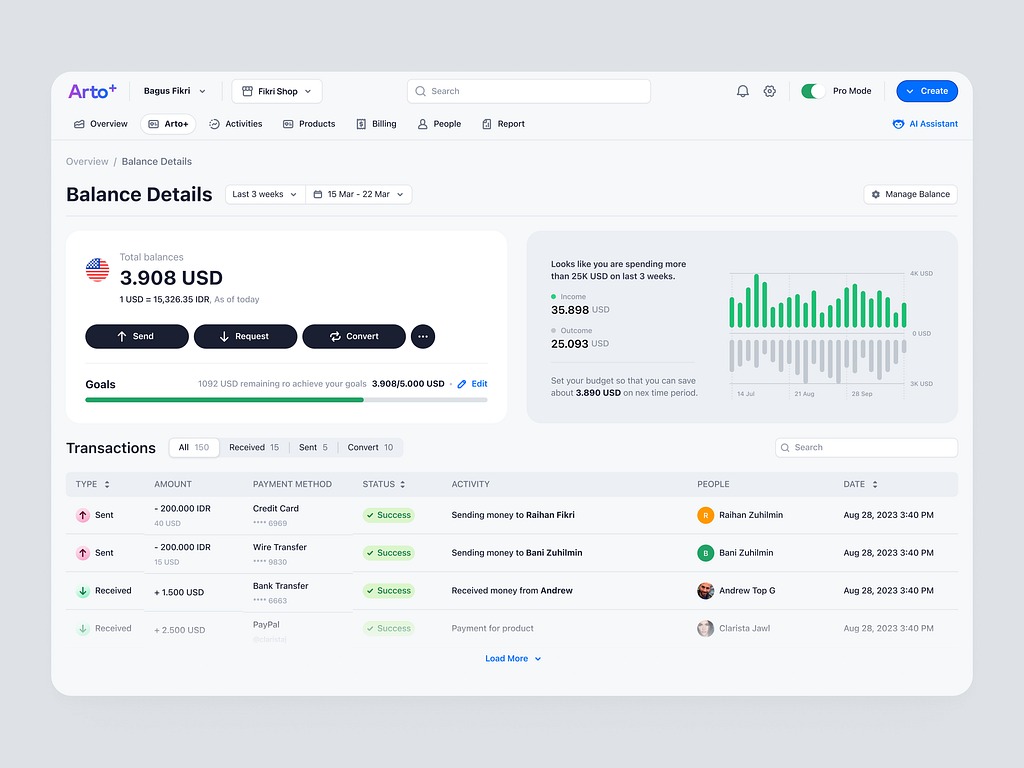 Arto+
Bagus Fikri
Fikri Shop
Search
Pro Mode
Create
Overview
Arto+
Activities
Products
Billing
People
Report
AI Assistant
Overview / Balance Details
Balance Details
Last 3 weeks
15 Mar - 22 Mar
Manage Balance
Total balances
3.908 USD
1 USD = 15,326.35 IDR, As of today
Send
Request
Convert
Goals
1092 USD remaining ro achieve your goals 3.908/5.000 USD
Edit
Looks like you are spending more
than 25K USD on last 3 weeks.
Income
35.898 USD
Outcome
25.093 USD
Set your budget so that you can save
about 3.890 USD on nex time period.
4K USD
0 USD
3K USD
14 Jul
21 Aug
28 Sep
Transactions
All 150
Received 15
Sent 5
Convert 10
Search
TYPE AMOUNT PAYMENT METHOD STATUS ACTIVITY PEOPLE DATE
Sent
- 200.000 IDR
40 USD
Credit Card
**** 6969
Success
Sending money to Raihan Fikri
R
Raihan Zuhilmin
Aug 28, 2023 3:40 PM
Sent
- 200.000 IDR
15 USD
Wire Transfer
**** 9830
Success
Sending money to Bani Zuhilmin
B
Bani Zuhilmin
Aug 28, 2023 3:40 PM
Received
+ 1.500 USD
Bank Transfer
**** 6663
Success
Received money from Andrew
Andrew Top G
Aug 28, 2023 3:40 PM
Received
+ 2.500 USD
PayPal
Success
Payment for product
Clarista Jawl
Aug 28, 2023 3:40 PM
Load More